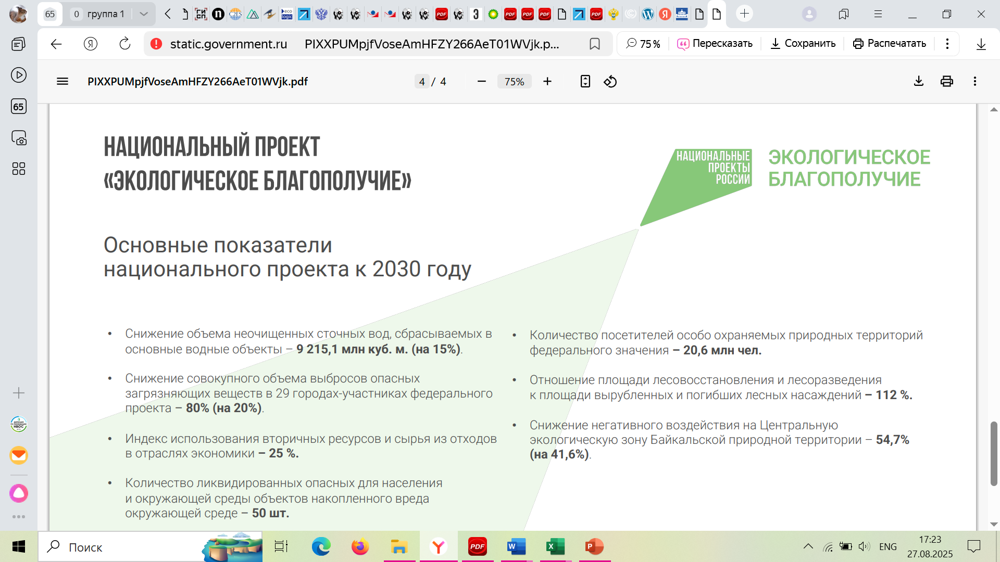 65
0 группа 1
static.government.ru PIXXPUMpjfVoseAmHFZY266AeT01WVjk.p...
75 %
Пересказать
Сохранить
Распечатать
PIXXPUMpjfVoseAmHFZY266AeT01WVjk.pdf
4 / 4
75%
65
НАЦИОНАЛЬНЫЙ ПРОЕКТ
«ЭКОЛОГИЧЕСКОЕ БЛАГОПОЛУЧИЕ»
НАЦИОНАЛЬНЫЕ
ПРОЕКТЫ
РОССИИ
ЭКОЛОГИЧЕСКОЕ
БЛАГОПОЛУЧИЕ
Основные показатели
национального проекта к 2030 году
• Снижение объема неочищенных сточных вод, сбрасываемых в
основные водные объекты – 9 215,1 млн куб. м. (на 15%).
• Снижение совокупного объема выбросов опасных
загрязняющих веществ в 29 городах-участниках федерального
проекта – 80% (на 20%).
• Индекс использования вторичных ресурсов и сырья из отходов
в отраслях экономики – 25 %.
• Количество ликвидированных опасных для населения
и окружающей среды объектов накопленного вреда
окружающей среде – 50 шт.
• Количество посетителей особо охраняемых природных территорий
федерального значения – 20,6 млн чел.
• Отношение площади лесовосстановления и лесоразведения
к площади вырубленных и погибших лесных насаждений – 112 %.
• Снижение негативного воздействия на Центральную
экологическую зону Байкальской природной территории – 54,7%
(на 41,6%).
Поиск
PDF
ENG
17:23
27.08.2025